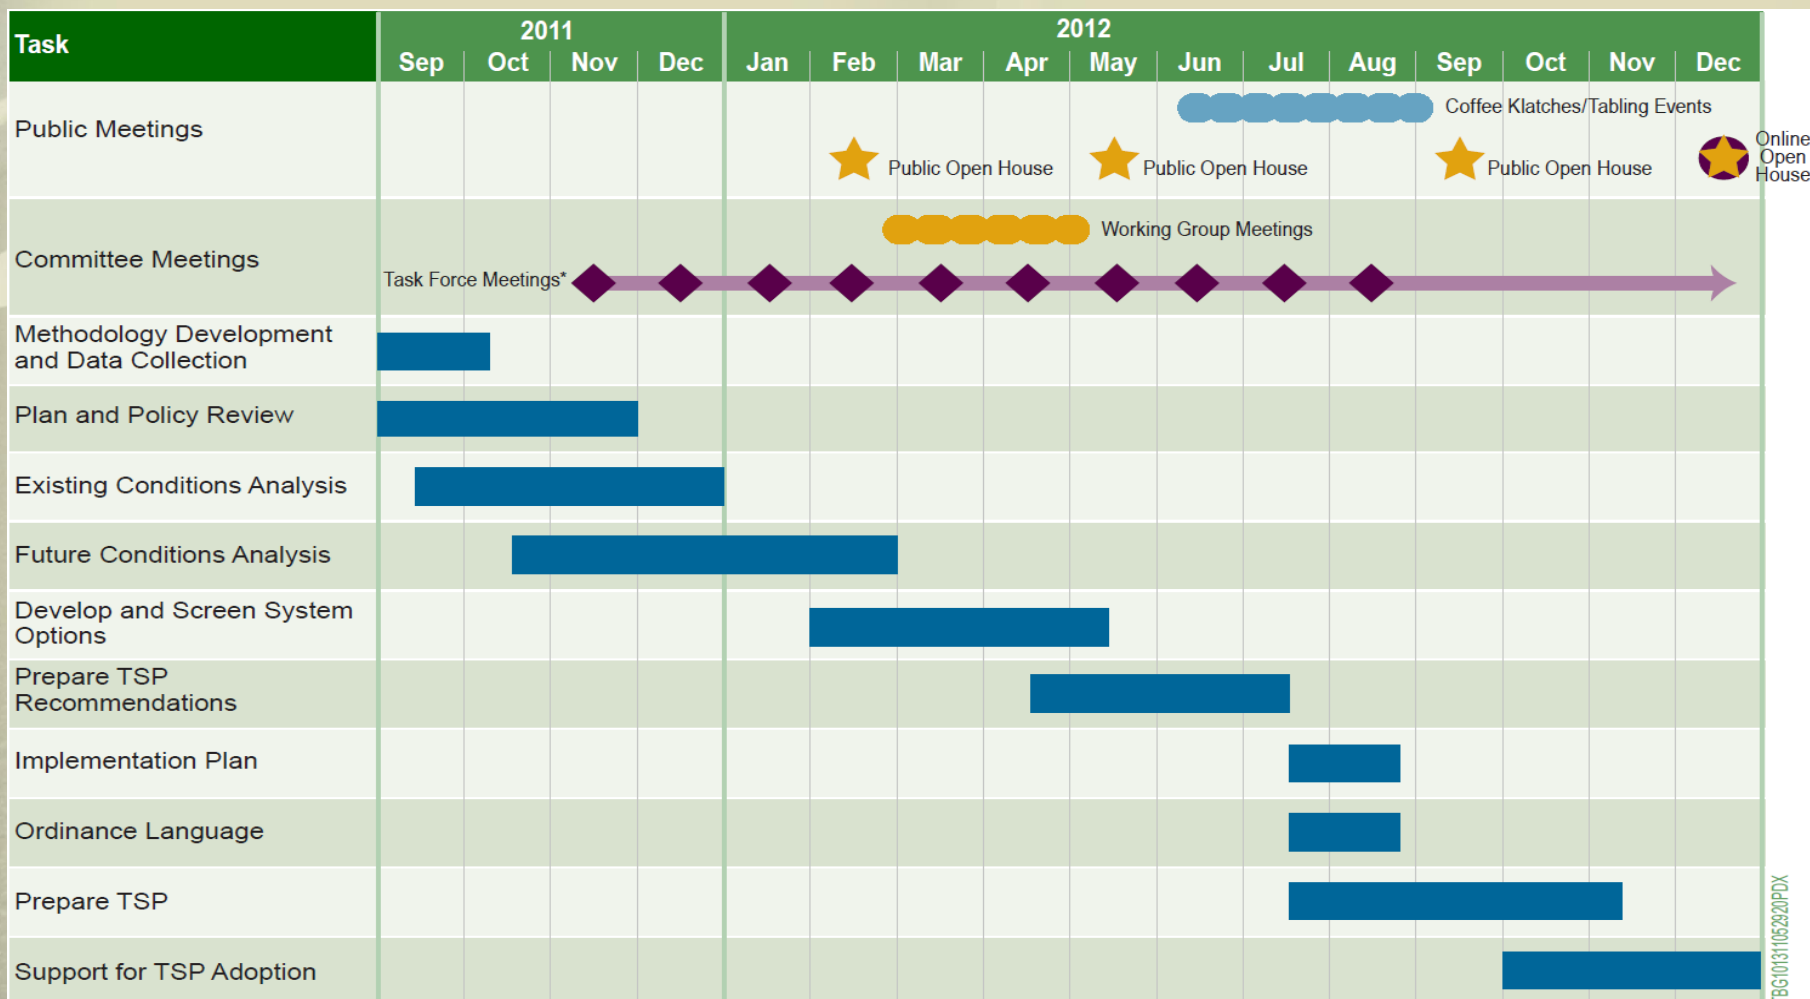 Task
2011
2012
Sep Oct Nov Dec Jan Feb Mar Apr May Jun Jul Aug Sep Oct Nov Dec
Public Meetings
Coffee Klatches/Tabling Events
Public Open House
Public Open House
Public Open House
Online
Open
House
Committee Meetings
Working Group Meetings
Task Force Meetings*
Methodology Development
and Data Collection
Plan and Policy Review
Existing Conditions Analysis
Future Conditions Analysis
Develop and Screen System
Options
Prepare TSP
Recommendations
Implementation Plan
Ordinance Language
Prepare TSP
Support for TSP Adoption